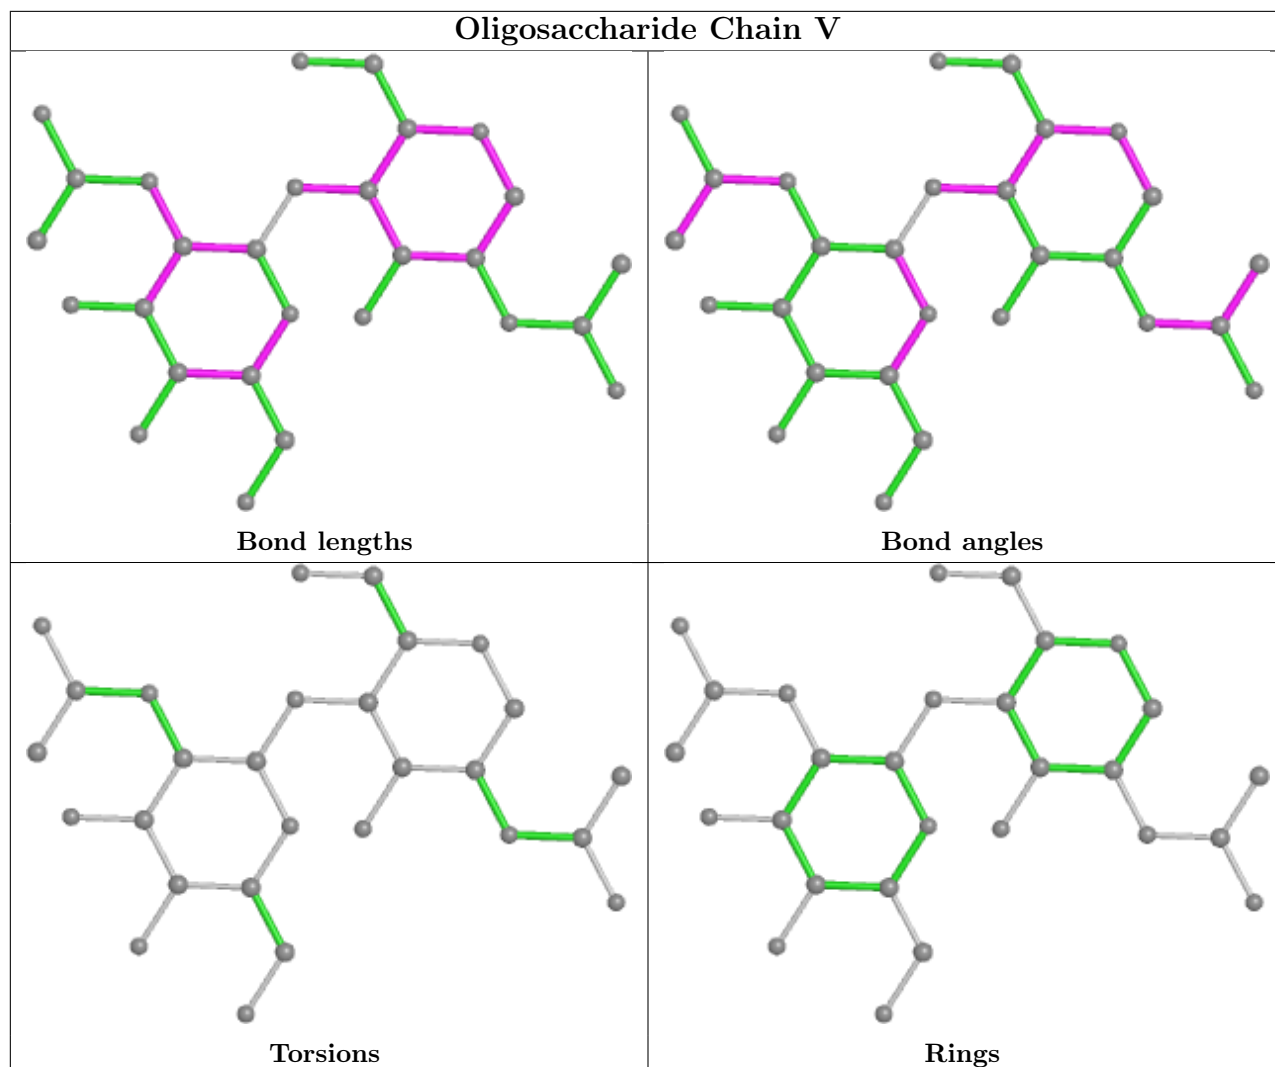 Oligosaccharide Chain V
Bond lengths
Bond angles
Torsions
Rings